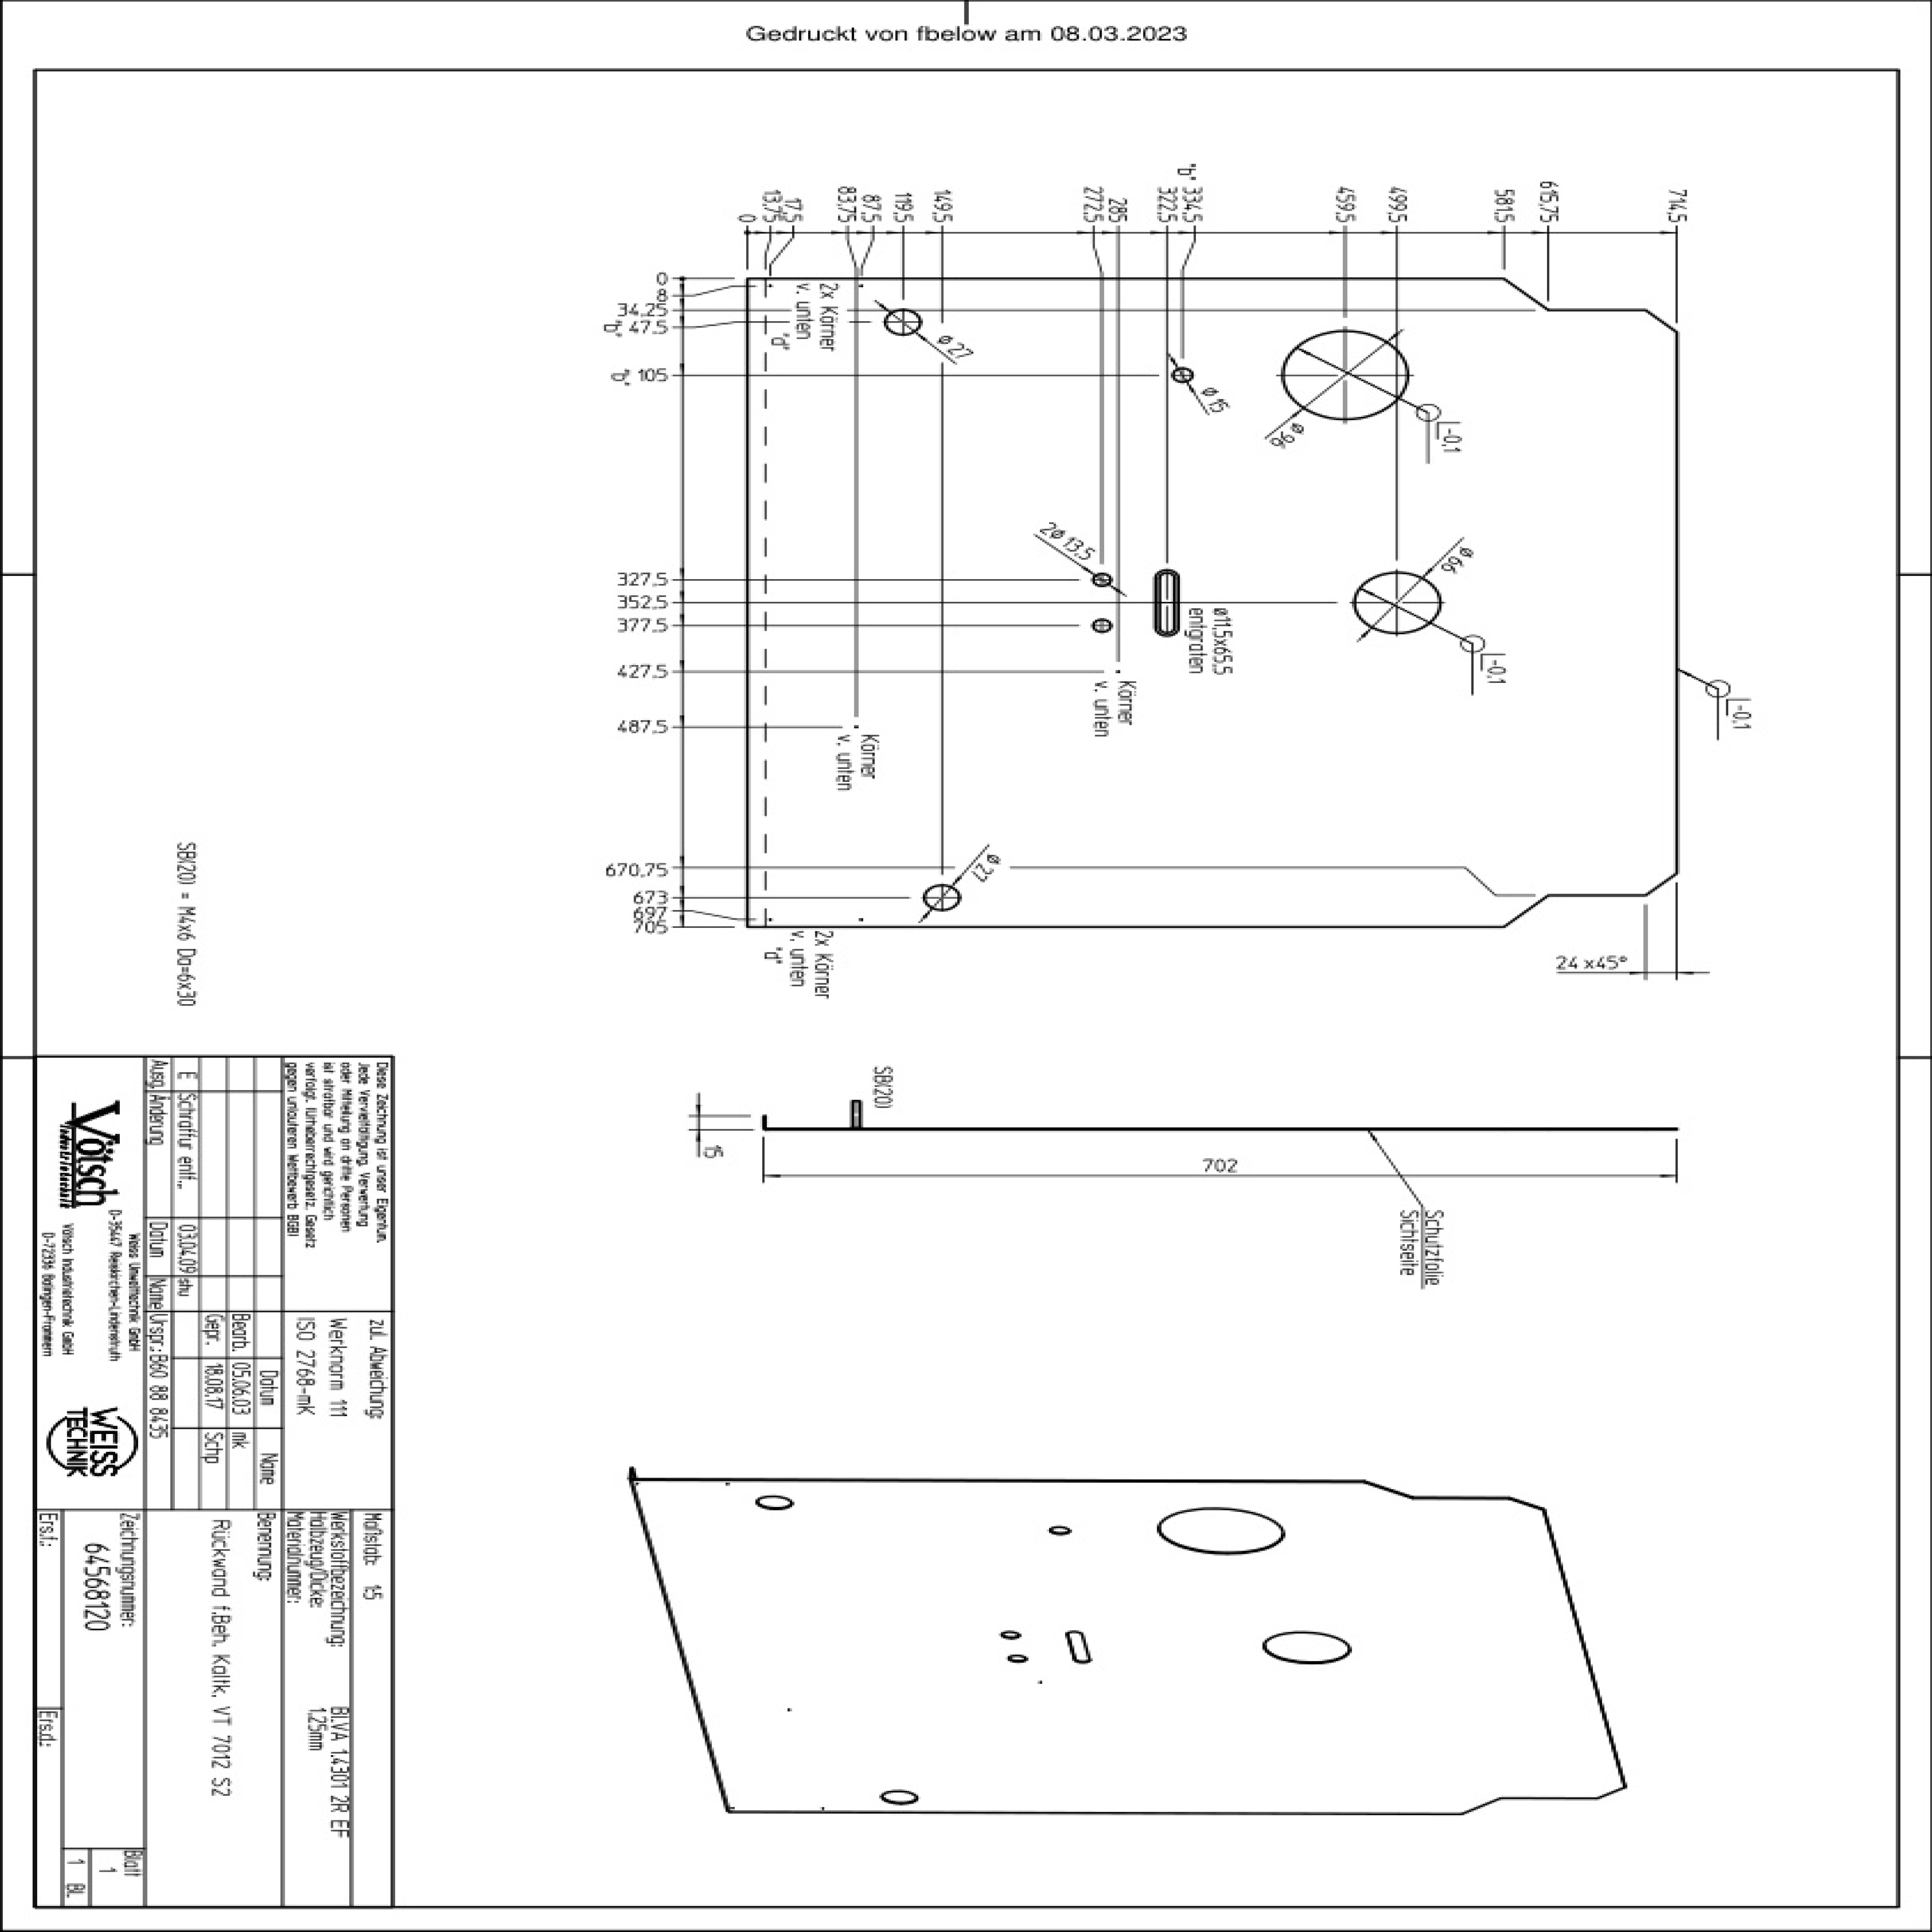 Gedruckt von fbelow am 08.03.2023
0
13,75
17,5
83,75
87,5
119,5
149,5
272,5
285
322,5
"b" 334,5
459,5
499,5
581,5
615,75
714,5
0
8
34,25
"b" 47,5
"b" 105
327,5
352,5
377,5
427,5
487,5
670,75
673
697
705
2x Körner
v. unten
"d"
ø 27
ø 15
ø 96
-0.1
2ø 13,5
ø11,5x65,5
entgraten
ø 66
-0.1
-0.1
Körner
v. unten
Körner
v. unten
ø 27
2x Körner
v. unten
"d"
24 x45°
SB(20)
15
702
Schutzfolie
Sichtseite
SB(20) = M4x6 Da=6x30
Diese Zeichnung ist unser Eigentum.
Jede Vervielfältigung, Verwertung
oder Mitteilung an dritte Personen
ist strafbar und wird gerichtlich
verfolgt. (Urheberrechtgesetz, Gesetz
gegen unlauteren Wettbewerb BGB)
zul. Abweichung:
Werknorm 111
ISO 2768-mK
Maßstab: 1:5
Werkstoffbezeichnung: Bl.VA 1.4301 2R EF
Halbzeug/Dicke: 1.25mm
Materialnummer:
Datum Name
Bearb. 05.06.03 mk
Gepr. 18.08.17 Schp
Benennung:
Rückwand f.Beh. Kaltk. VT 7012 S2
E Schraffur entf.. 03.04.09 shu
Ausg. Änderung Datum Name Urspr.: B60 88 8435
Vötsch
Industrietechnik
Weiss Umwelttechnik GmbH
D-35447 Reiskirchen-Lindenstruth
Vötsch Industrietechnik GmbH
D-72336 Balingen-Frommern
WEISS
TECHNIK
Zeichnungsnummer:
64568120
Blatt
1
1 Bl.
Ers.f.:
Ers.d.: